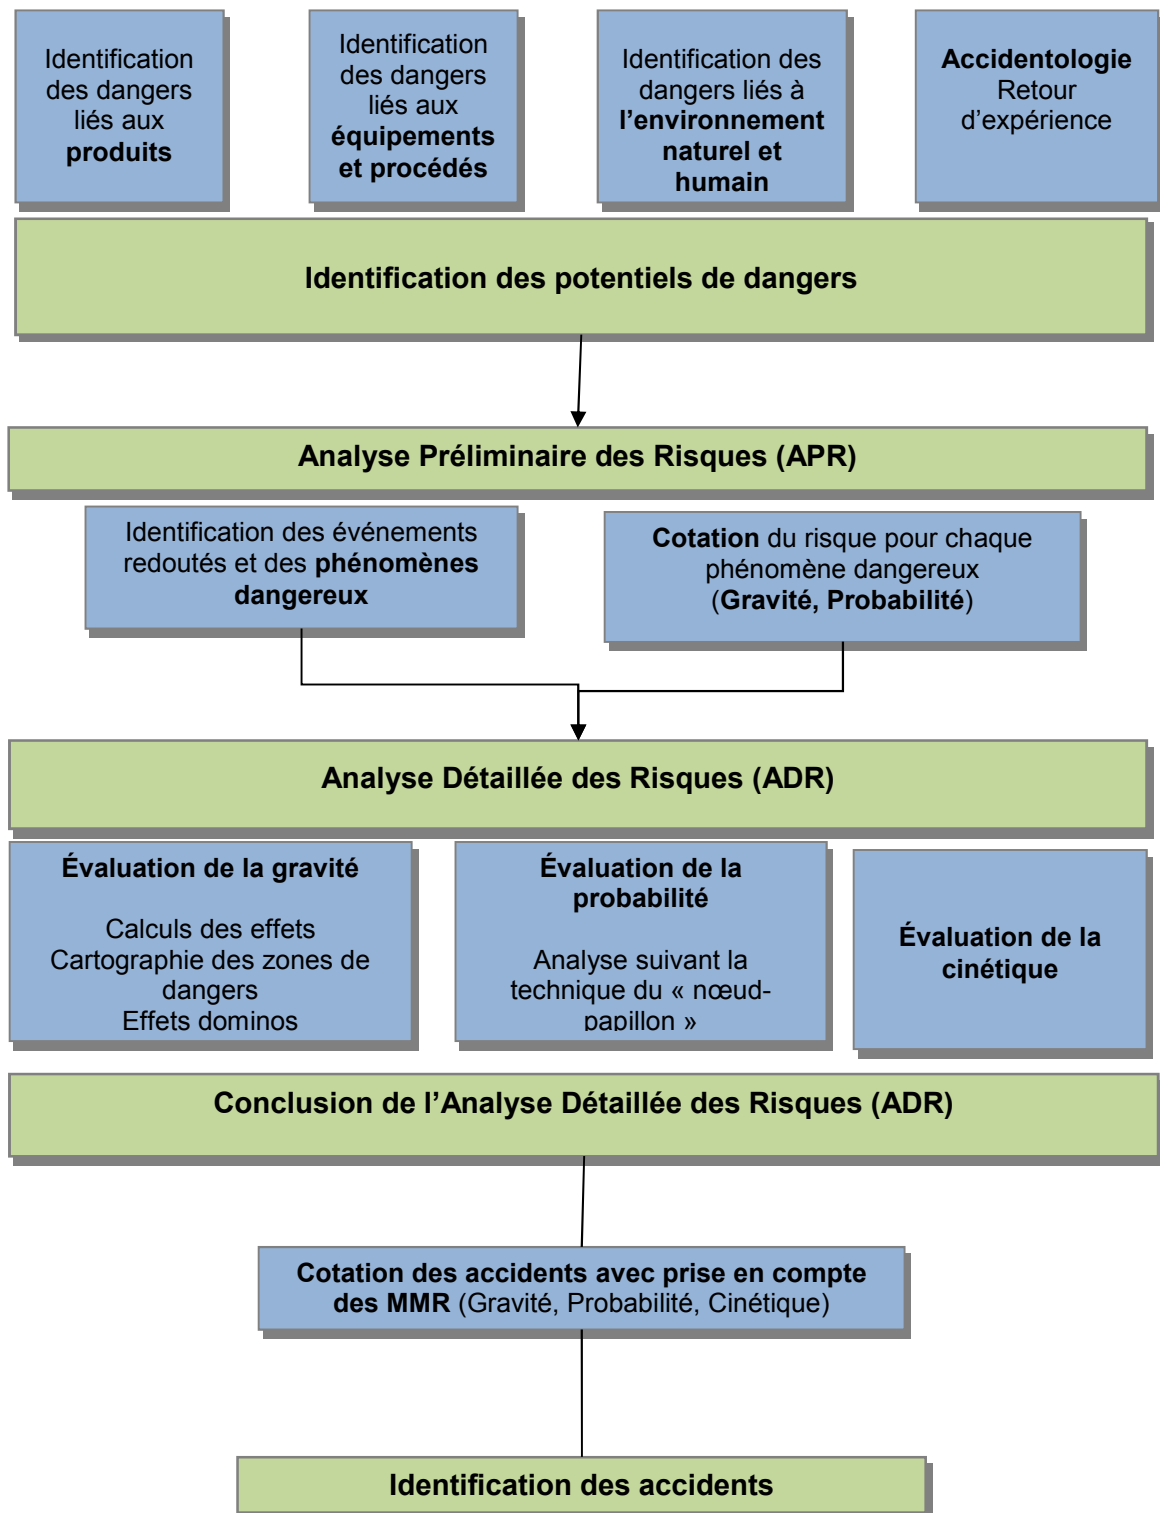 Identification
des dangers
liés aux
produits
Identification
des dangers
liés aux
équipements
et procédés
Identification des
dangers liés à
l’environnement
naturel et
humain
Accidentologie
Retour
d’expérience
Identification des potentiels de dangers
Analyse Préliminaire des Risques (APR)
Identification des événements
redoutés et des phénomènes
dangereux
Cotation du risque pour chaque
phénomène dangereux
(Gravité, Probabilité)
Analyse Détaillée des Risques (ADR)
Évaluation de la gravité
Calculs des effets
Cartographie des zones de
dangers
Effets dominos
Évaluation de la
probabilité
Analyse suivant la
technique du « nœud-
papillon »
Évaluation de la
cinétique
Conclusion de l’Analyse Détaillée des Risques (ADR)
Cotation des accidents avec prise en compte
des MMR (Gravité, Probabilité, Cinétique)
Identification des accidents